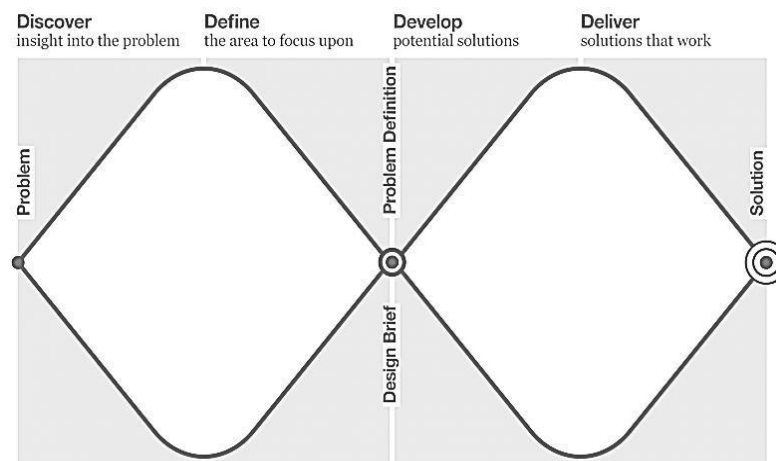 Discover
insight into the problem
Define
the area to focus upon
Develop
potential solutions
Deliver
solutions that work
Problem
Problem Definition
Design Brief
Solution